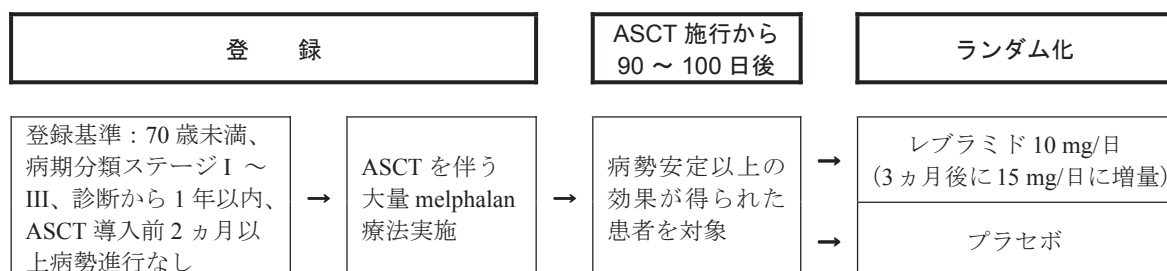 登　録
ASCT 施行から
90 ～ 100 日後
ランダム化
登録基準：70 歳未満、
病期分類ステージ I ～
III、診断から 1 年以内、
ASCT 導入前 2 ヵ月以
上病勢進行なし
→
ASCT を伴う
大量 melphalan
療法実施
→
病勢安定以上の
効果が得られた
患者を対象
→
レブラミド 10 mg/日
(3 ヵ月後に 15 mg/日に増量)
→
プラセボ